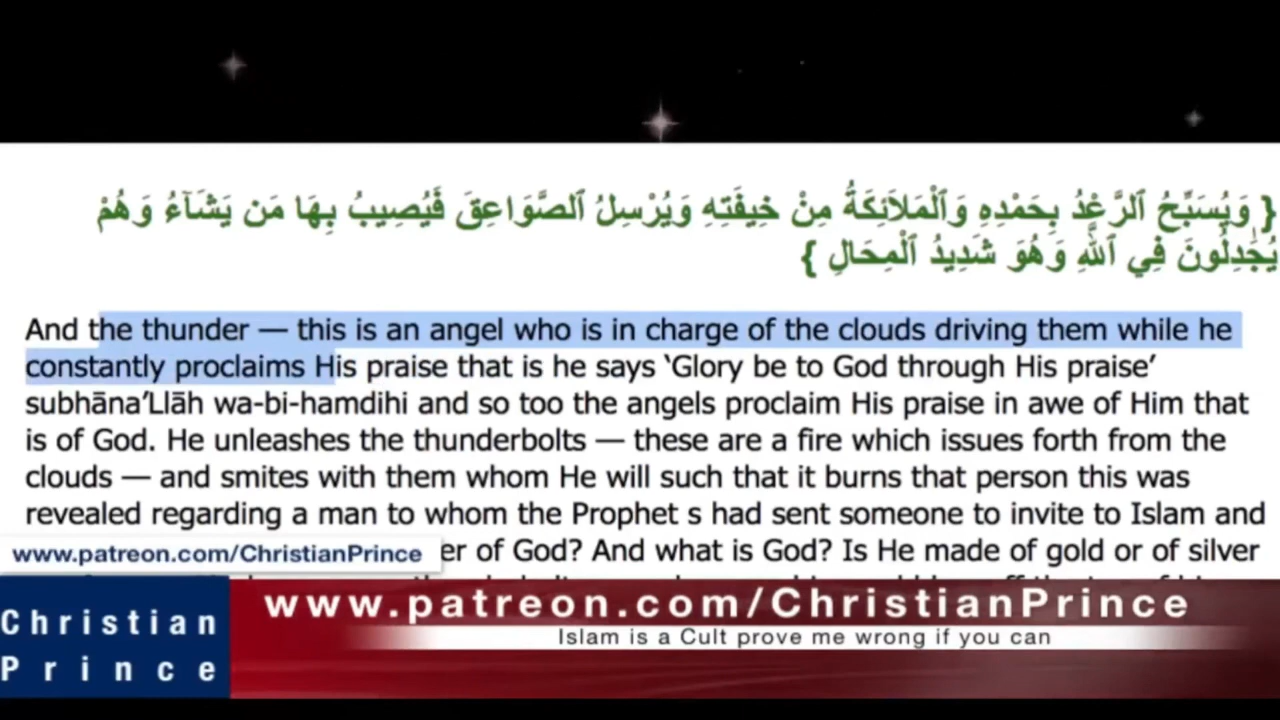 { وَيُسَبِّحُ ٱلرَّعْدُ بِحَمْدِهِ وَٱلْمَلاَئِكَةُ مِنْ خِيفَتِهِ وَيُرْسِلُ ٱلصَّوَاعِقَ فَيُصِيبُ بِهَا مَن يَشَآءُ وَهُمْ
يُجَٰدِلُونَ فِي ٱللَّهِ وَهُوَ شَدِيدُ ٱلْمِحَالِ }
And the thunder — this is an angel who is in charge of the clouds driving them while he
constantly proclaims His praise that is he says ‘Glory be to God through His praise’
subhāna’Llāh wa-bi-hamdihi and so too the angels proclaim His praise in awe of Him that
is of God. He unleashes the thunderbolts — these are a fire which issues forth from the
clouds — and smites with them whom He will such that it burns that person this was
revealed regarding a man to whom the Prophet s had sent someone to invite to Islam and
www.patreon.com/ChristianPrince er of God? And what is God? Is He made of gold or of silver
Christian
Prince
www.patreon.com/ChristianPrince
Islam is a Cult prove me wrong if you can